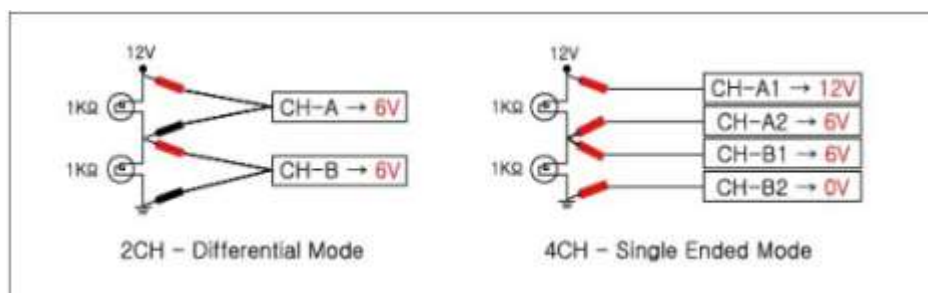 12V
1KΩ
CH-A → 6V
1KΩ
CH-B → 6V
2CH - Differential Mode
12V
1KΩ
CH-A1 → 12V
CH-A2 → 6V
CH-B1 → 6V
1KΩ
CH-B2 → 0V
4CH - Single Ended Mode